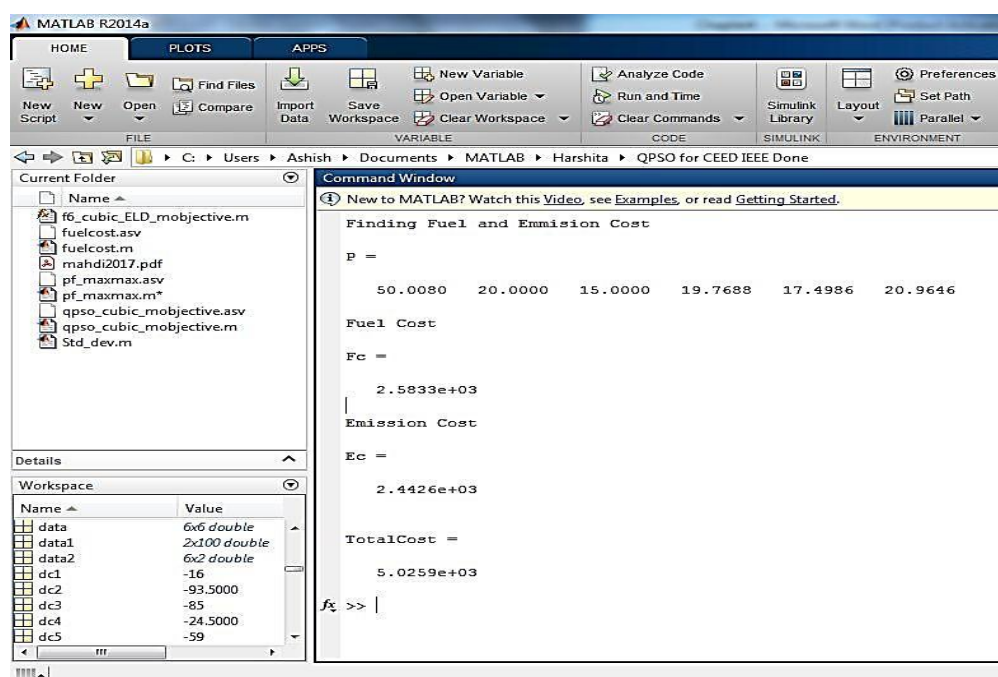 MATLAB R2014a
HOME PLOTS APPS
New Script
New
Open
Find Files
Compare
FILE
Import Data
Save Workspace
New Variable
Open Variable
Clear Workspace
VARIABLE
Analyze Code
Run and Time
Clear Commands
CODE
Simulink Library
SIMULINK
Layout
Preferences
Set Path
Parallel
ENVIRONMENT
C: Users Ashish Documents MATLAB Harshita QPSO for CEED IEEE Done
Current Folder
Name
f6_cubic_ELD_mobjective.m
fuelcost.asv
fuelcost.m
mahdi2017.pdf
pf_maxmax.asv
pf_maxmax.m*
qpso_cubic_mobjective.asv
qpso_cubic_mobjective.m
Std_dev.m
Details
Workspace
Name Value
data 6x6 double
data1 2x100 double
data2 6x2 double
dc1 -16
dc2 -93.5000
dc3 -85
dc4 -24.5000
dc5 -59
Command Window
New to MATLAB? Watch this Video, see Examples, or read Getting Started.
Finding Fuel and Emmision Cost
P =
50.0080 20.0000 15.0000 19.7688 17.4986 20.9646
Fuel Cost
Fc =
2.5833e+03
Emission Cost
Ec =
2.4426e+03
TotalCost =
5.0259e+03
fx >>